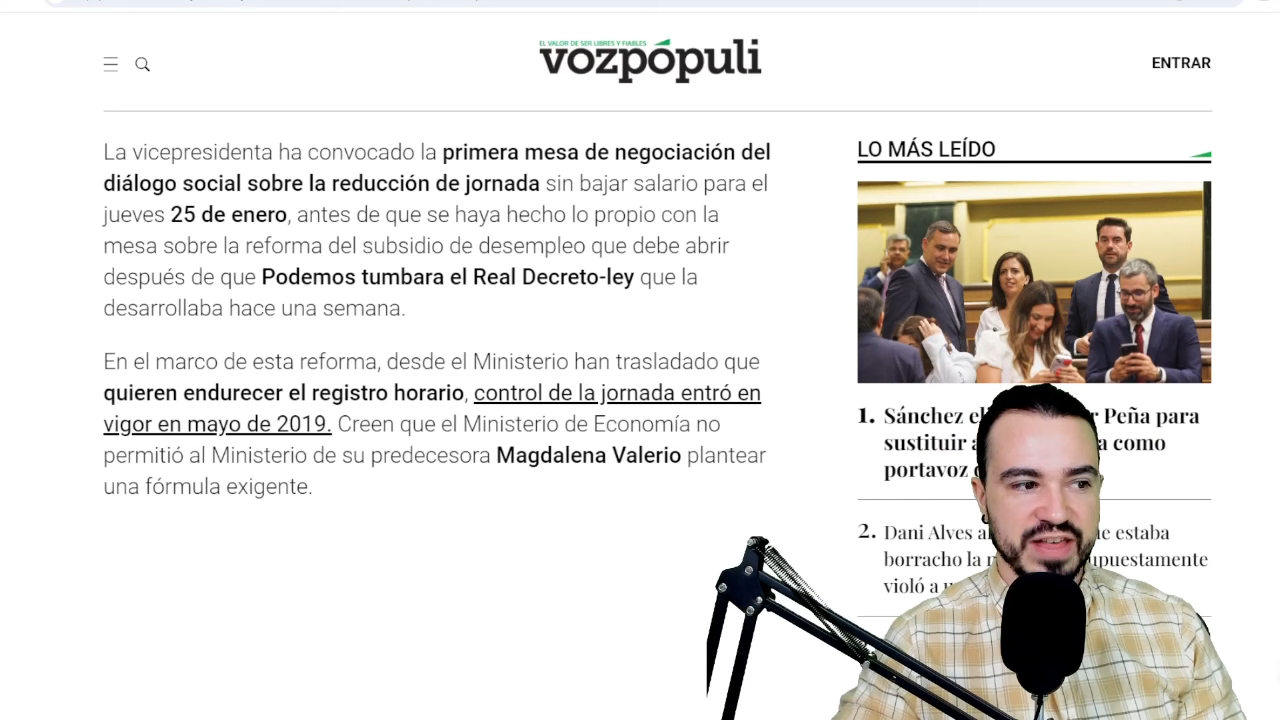 EL VALOR DE SER LIBRES Y FIABLES
vozpópuli
ENTRAR
La vicepresidenta ha convocado la primera mesa de negociación del
diálogo social sobre la reducción de jornada sin bajar salario para el
jueves 25 de enero, antes de que se haya hecho lo propio con la
mesa sobre la reforma del subsidio de desempleo que debe abrir
después de que Podemos tumbara el Real Decreto-ley que la
desarrollaba hace una semana.
En el marco de esta reforma, desde el Ministerio han trasladado que
quieren endurecer el registro horario, control de la jornada entró en
vigor en mayo de 2019. Creen que el Ministerio de Economía no
permitió al Ministerio de su predecesora Magdalena Valerio plantear
una fórmula exigente.
LO MÁS LEÍDO
1. Sánchez Peña para
sustituir como
portavoz
2. Dani Alves estaba
borracho la supuestamente
violó a